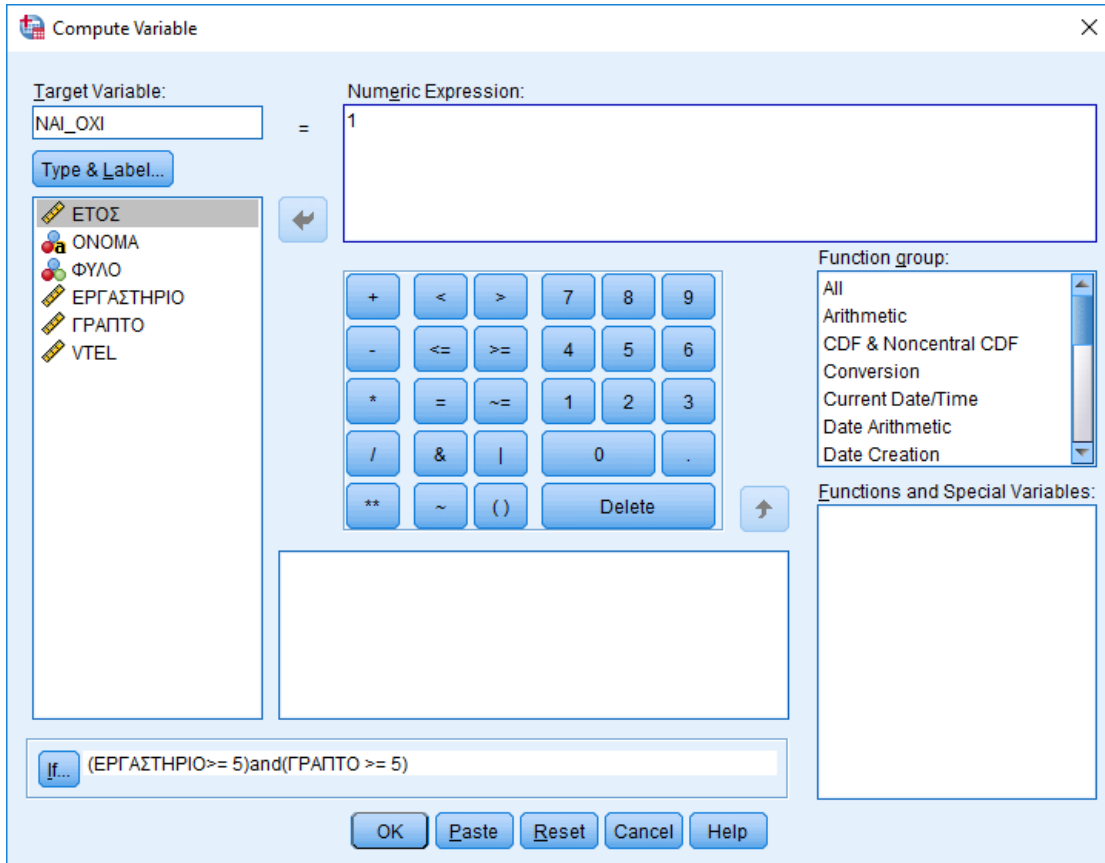 Compute Variable
Target Variable:
ΝΑΙ_ΟΧΙ
=
Numeric Expression:
1
Type & Label...
ΕΤΟΣ
ΟΝΟΜΑ
ΦΥΛΟ
ΕΡΓΑΣΤΗΡΙΟ
ΓΡΑΠΤΟ
VTEL
+ < > 7 8 9
- <= >= 4 5 6
* = ~= 1 2 3
/ & | 0 .
** ~ ( ) Delete
Function group:
All
Arithmetic
CDF & Noncentral CDF
Conversion
Current Date/Time
Date Arithmetic
Date Creation
Functions and Special Variables:
If... (ΕΡΓΑΣΤΗΡΙΟ>= 5)and(ΓΡΑΠΤΟ >= 5)
OK Paste Reset Cancel Help